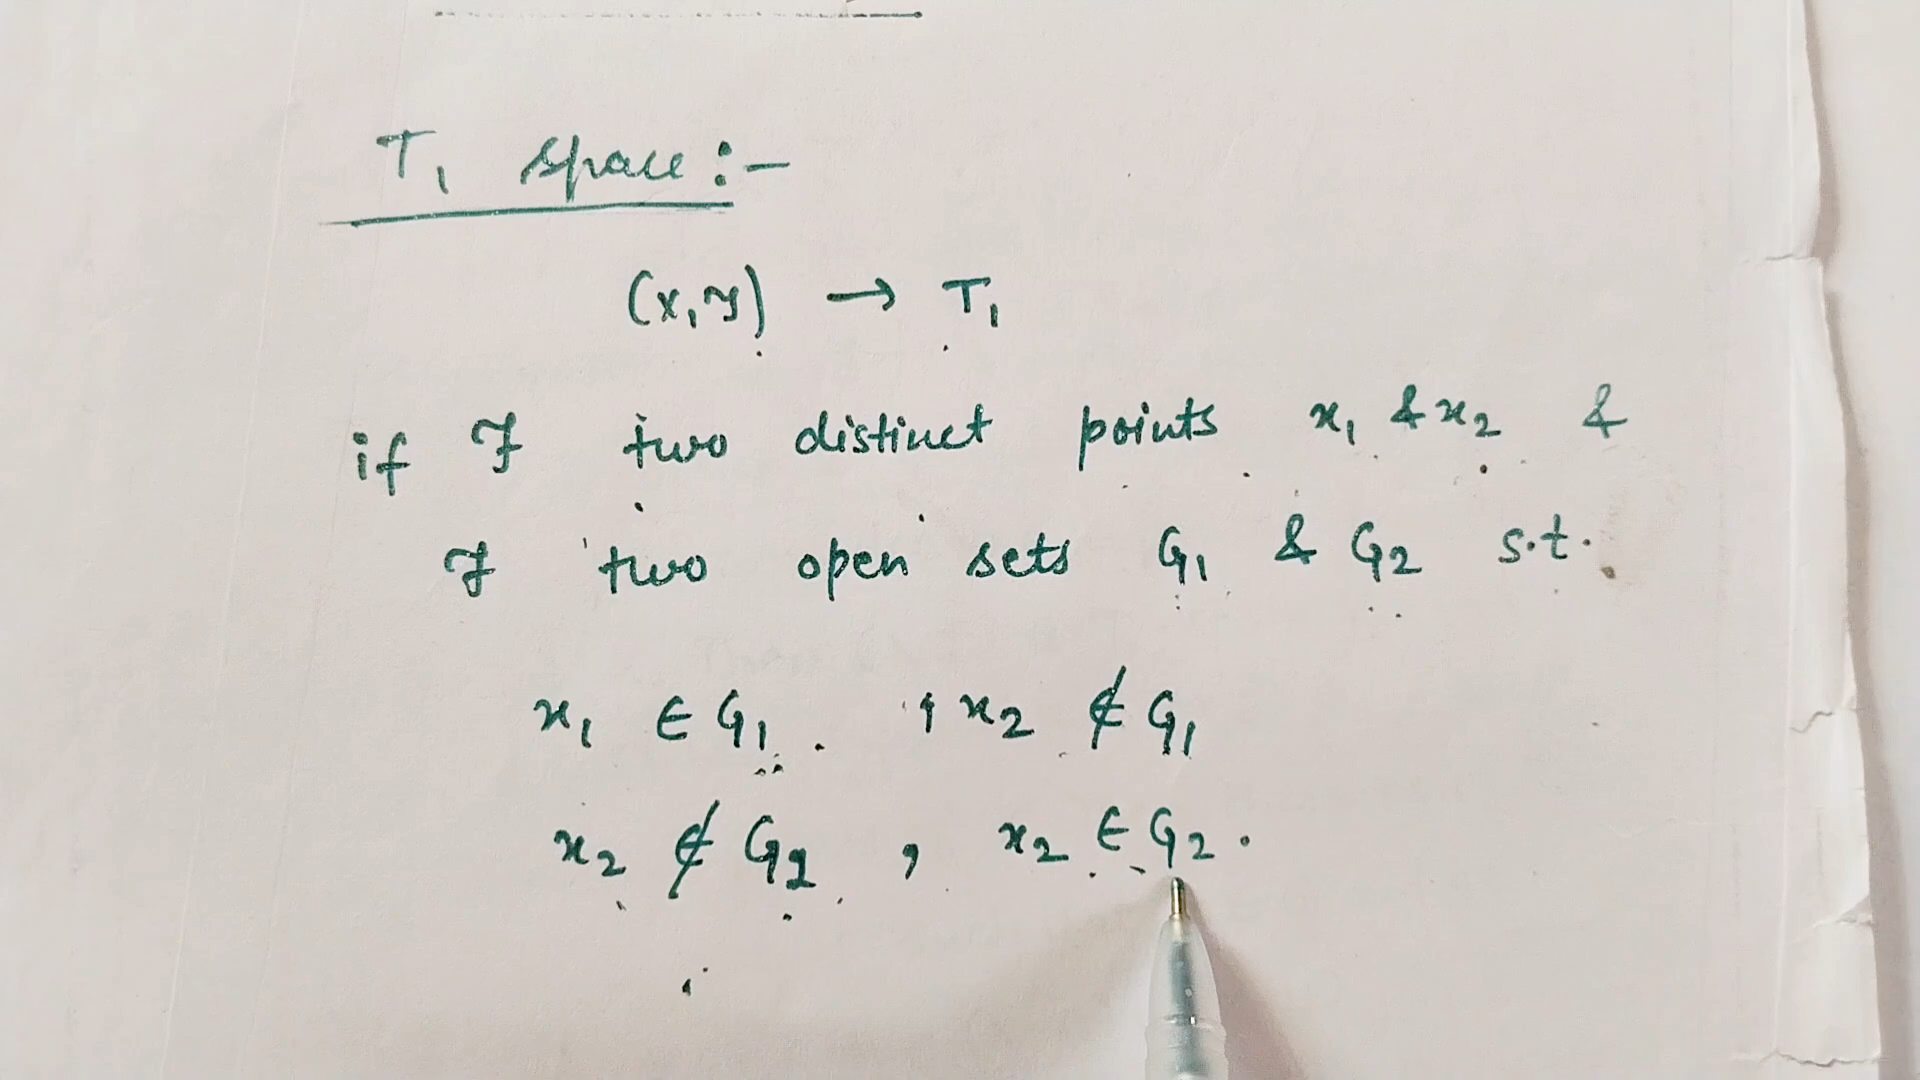 T₁ space:-
(X, ℑ) → T₁
if ∃ two distinct points x₁ & x₂ &
∃ two open sets G₁ & G₂ s.t.
x₁ ∈ G₁ , x₂ ∉ G₁
x₂ ∉ G₂ , x₂ ∈ G₂.